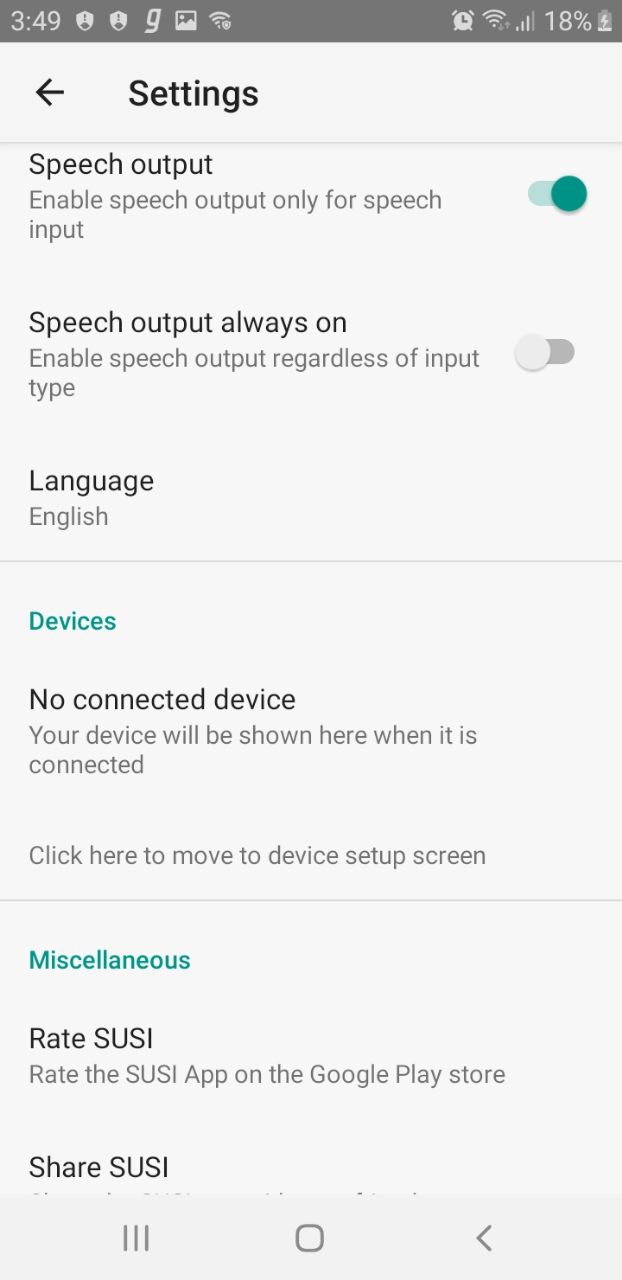 3:49 g 18%
Settings
Speech output
Enable speech output only for speech
input
Speech output always on
Enable speech output regardless of input
type
Language
English
Devices
No connected device
Your device will be shown here when it is
connected
Click here to move to device setup screen
Miscellaneous
Rate SUSI
Rate the SUSI App on the Google Play store
Share SUSI